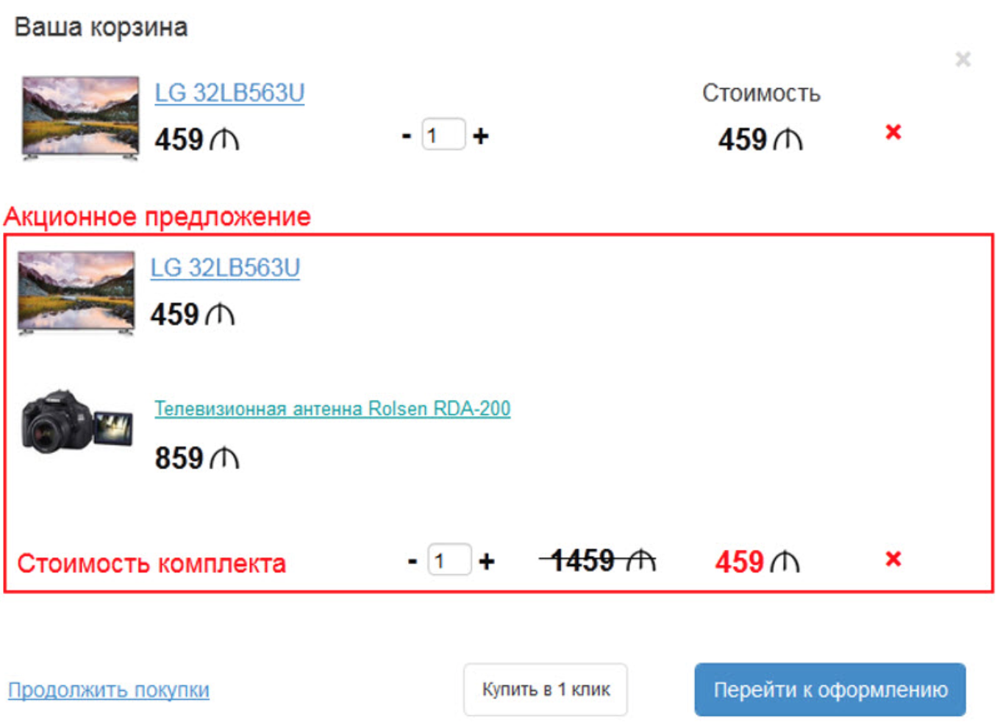 Ваша корзина
LG 32LB563U
Стоимость
459 ₼
- 1 +
459 ₼
Акционное предложение
LG 32LB563U
459 ₼
Телевизионная антенна Rolsen RDA-200
859 ₼
Стоимость комплекта - 1 + 1459 ₼ 459 ₼
Продолжить покупки
Купить в 1 клик
Перейти к оформлению